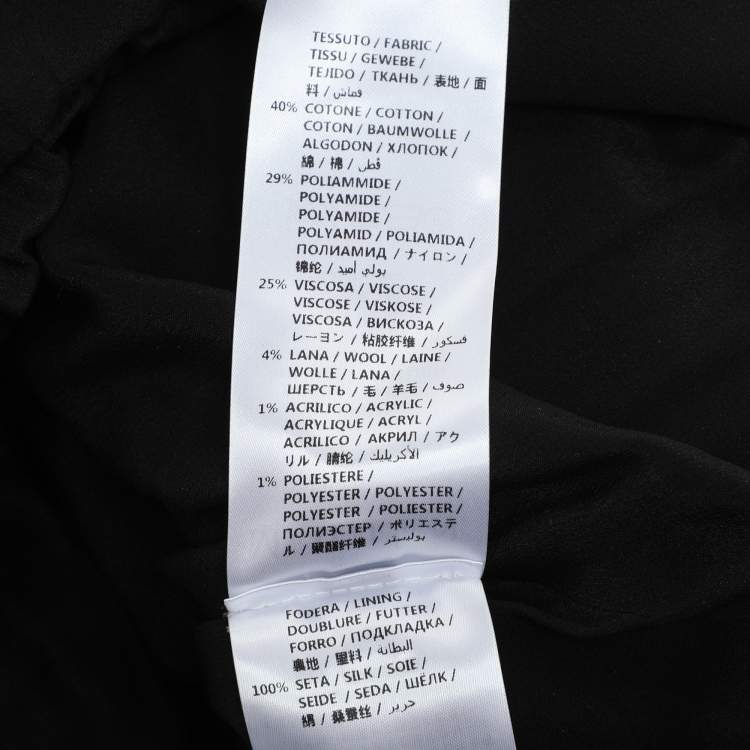 TESSUTO / FABRIC /
TISSU / GEWEBE /
TEJIDO / ТКАНЬ / 表地 / 面
料 / قماش
40% COTONE / COTTON /
COTON / BAUMWOLLE /
ALGODON / ХЛОПОК /
綿 / 棉 / قطن
29% POLIAMMIDE /
POLYAMIDE /
POLYAMIDE /
POLYAMID / POLIAMIDA /
ПОЛИАМИД / ナイロン /
锦纶 / بولي أميد
25% VISCOSA / VISCOSE /
VISCOSE / VISKOSE /
VISCOSA / ВИСКОЗА /
レーヨン / 粘胶纤维 / فسكوز
4% LANA / WOOL / LAINE /
WOLLE / LANA /
ШЕРСТЬ / 毛 / 羊毛 / صوف
1% ACRILICO / ACRYLIC /
ACRYLIQUE / ACRYL /
ACRILICO / АКРИЛ / アク
リル / 腈纶 / الأكريليك
1% POLIESTERE /
POLYESTER / POLYESTER /
POLYESTER / POLIESTER /
ПОЛИЭСТЕР / ポリエステ
ル / 聚酯纤维 / بوليستر
FODERA / LINING /
DOUBLURE / FUTTER /
FORRO / ПОДКЛАДКА /
裏地 / 里料 / البطانة
100% SETA / SILK / SOIE /
SEIDE / SEDA / ШЁЛК /
絹 / 桑蚕丝 / حرير